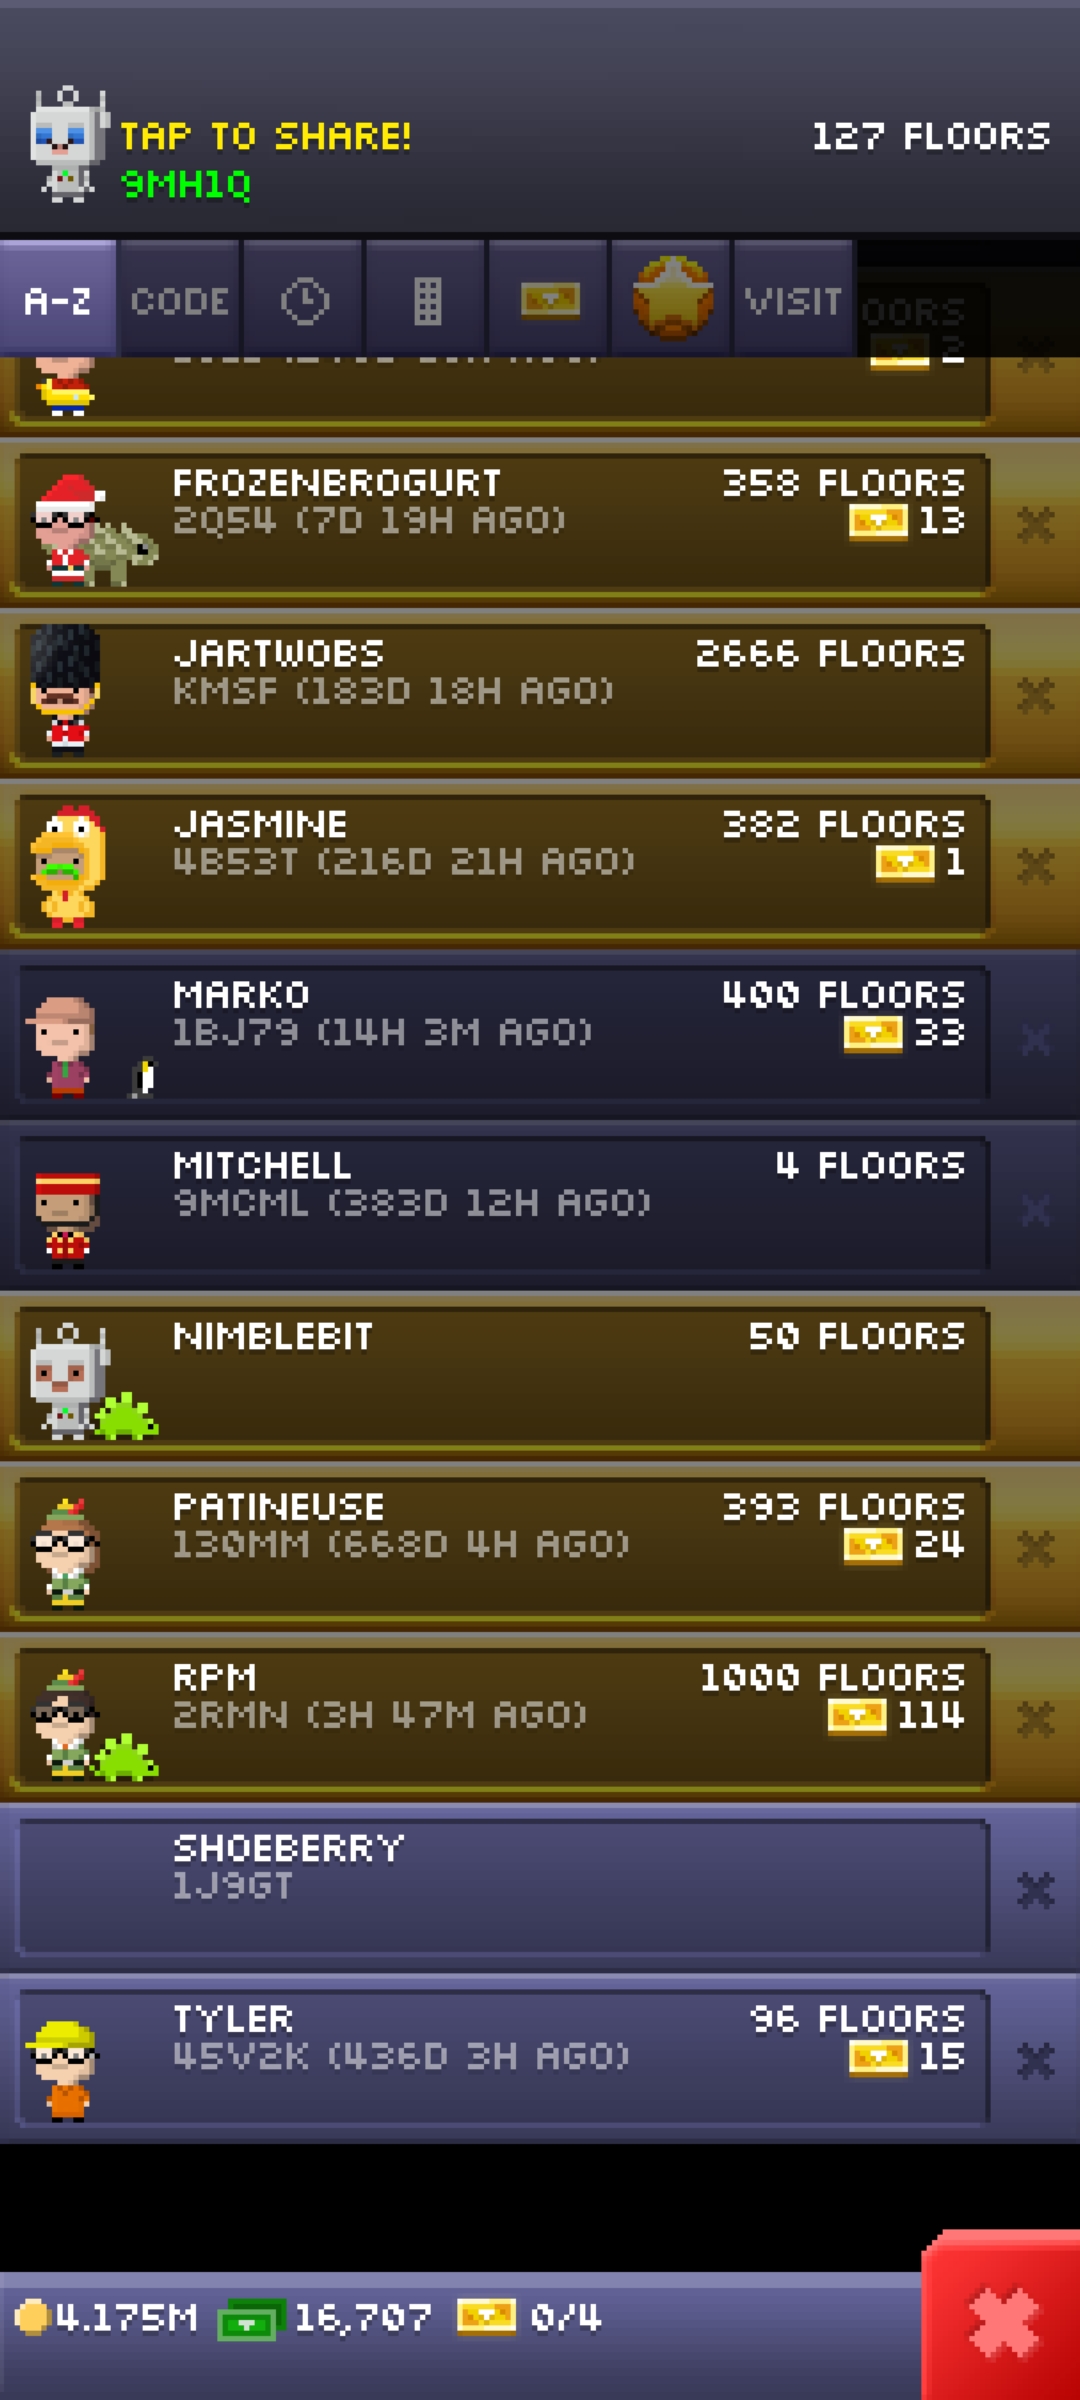 TAP TO SHARE!
127 FLOORS
9MH1Q
A-Z
CODE
VISIT
2
FROZENBROGURT
358 FLOORS
2Q54 (7D 19H AGO)
13
JARTWOBS
2666 FLOORS
KMSF (183D 18H AGO)
JASMINE
382 FLOORS
4B53T (216D 21H AGO)
1
MARKO
400 FLOORS
1BJ79 (14H 3M AGO)
33
MITCHELL
4 FLOORS
9MCML (383D 12H AGO)
NIMBLEBIT
50 FLOORS
PATINEUSE
393 FLOORS
130MM (668D 4H AGO)
24
RPM
1000 FLOORS
2RMN (3H 47M AGO)
114
SHOEBERRY
1J9GT
TYLER
96 FLOORS
45V2K (436D 3H AGO)
15
4.175M
16,707
0/4